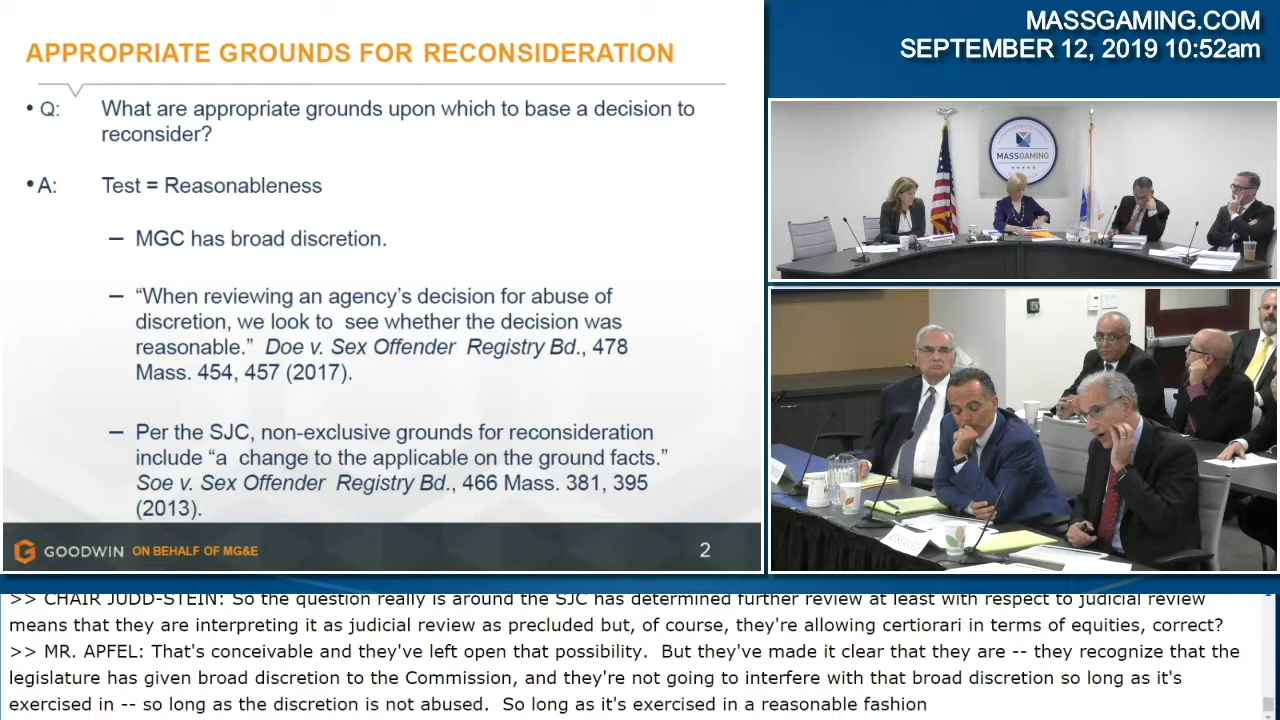 APPROPRIATE GROUNDS FOR RECONSIDERATION
• Q: What are appropriate grounds upon which to base a decision to
reconsider?
• A: Test = Reasonableness
– MGC has broad discretion.
– “When reviewing an agency’s decision for abuse of
discretion, we look to see whether the decision was
reasonable.” Doe v. Sex Offender Registry Bd., 478
Mass. 454, 457 (2017).
– Per the SJC, non-exclusive grounds for reconsideration
include “a change to the applicable on the ground facts.”
Soe v. Sex Offender Registry Bd., 466 Mass. 381, 395
(2013).
GOODWIN ON BEHALF OF MG&E 2
MASSGAMING.COM
SEPTEMBER 12, 2019 10:52am
MASSGAMING
RESERVED
>> CHAIR JUDD-STEIN: So the question really is around the SJC has determined further review at least with respect to judicial review
means that they are interpreting it as judicial review as precluded but, of course, they're allowing certiorari in terms of equities, correct?
>> MR. APFEL: That's conceivable and they've left open that possibility. But they've made it clear that they are -- they recognize that the
legislature has given broad discretion to the Commission, and they're not going to interfere with that broad discretion so long as it's
exercised in -- so long as the discretion is not abused. So long as it's exercised in a reasonable fashion